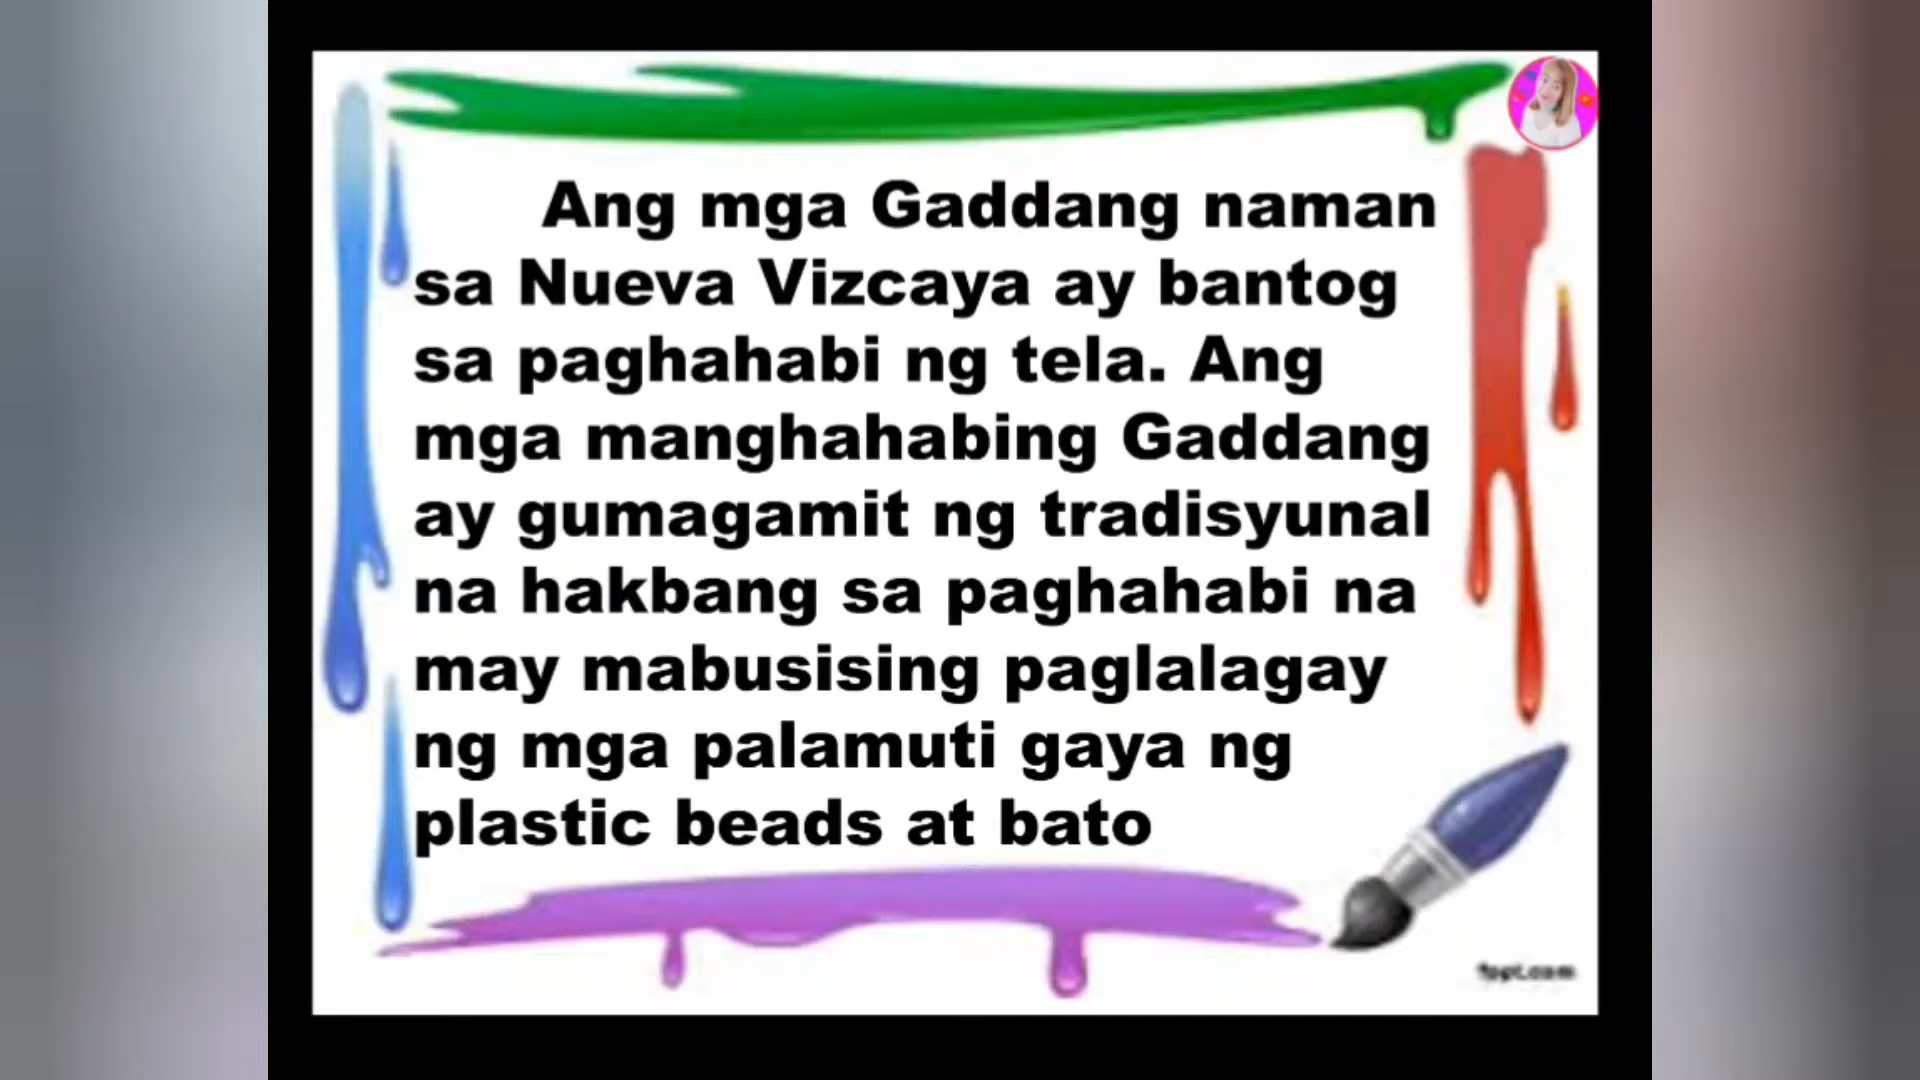 Ang mga Gaddang naman
sa Nueva Vizcaya ay bantog
sa paghahabi ng tela. Ang
mga manghahabing Gaddang
ay gumagamit ng tradisyunal
na hakbang sa paghahabi na
may mabusising paglalagay
ng mga palamuti gaya ng
plastic beads at bato
fppt.com